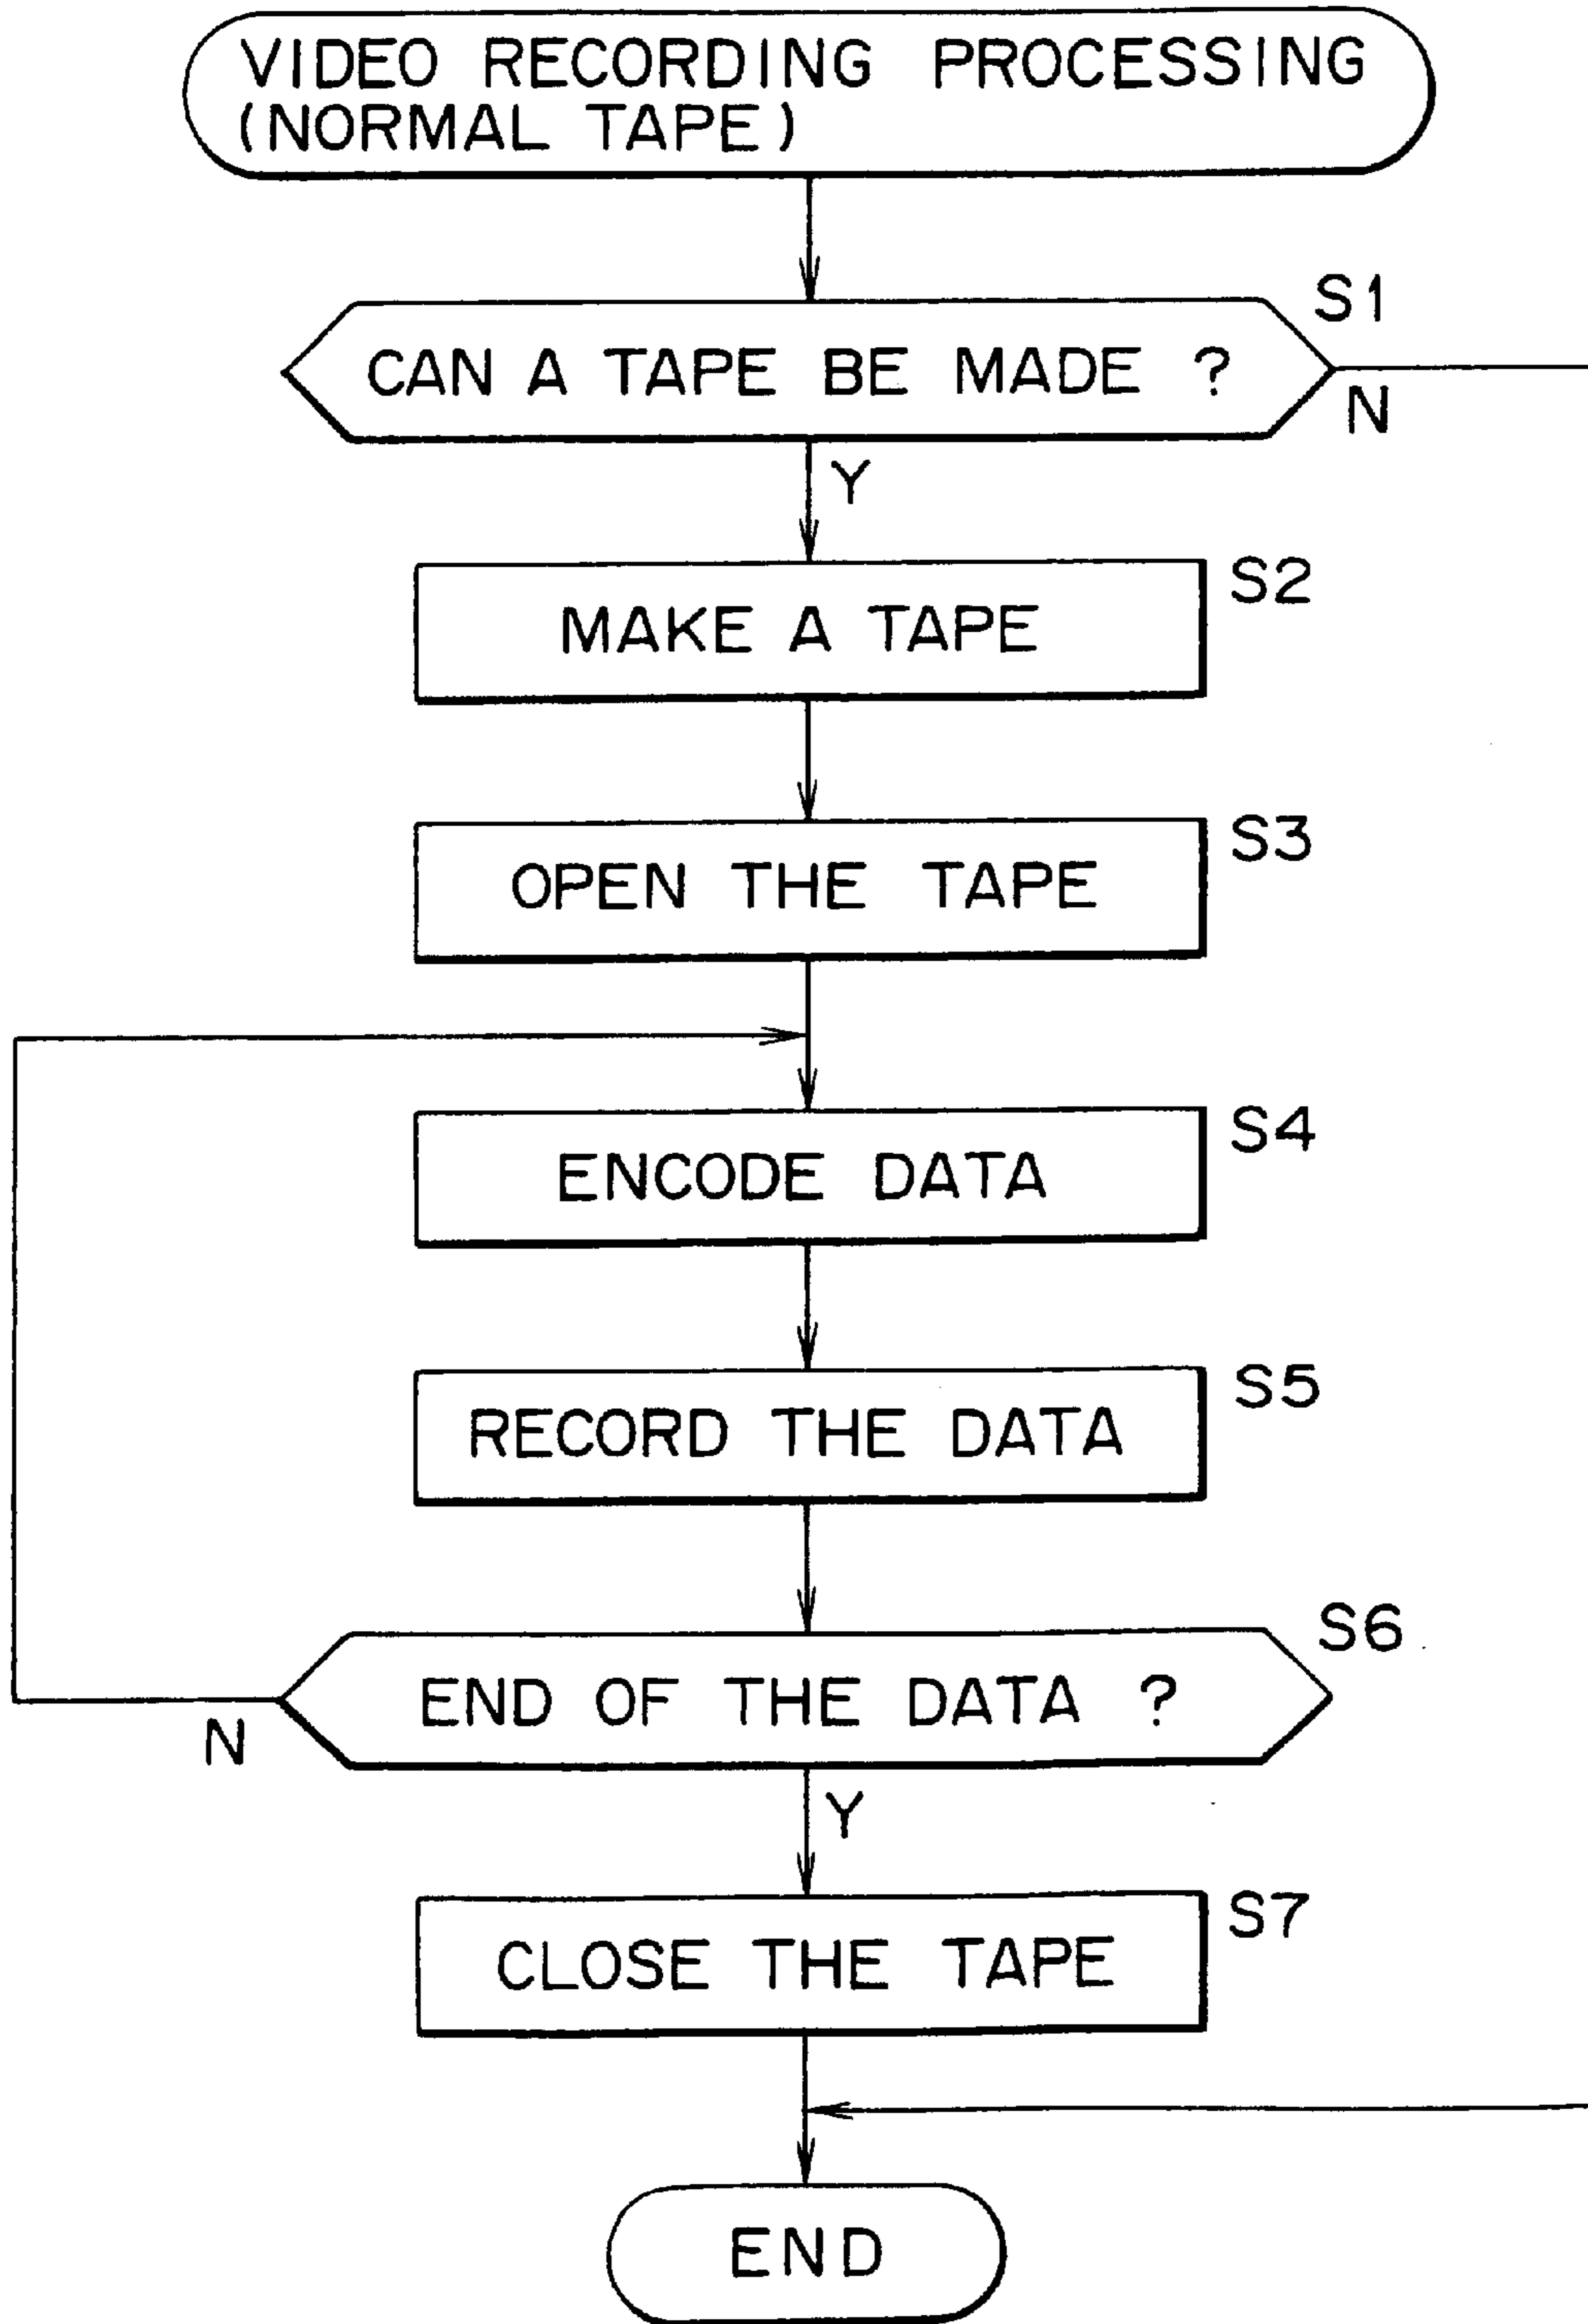 VIDEO RECORDING PROCESSING
(NORMAL TAPE)
S1
CAN A TAPE BE MADE ?
N
Y
S2
MAKE A TAPE
S3
OPEN THE TAPE
S4
ENCODE DATA
S5
RECORD THE DATA
S6
END OF THE DATA ?
N
Y
S7
CLOSE THE TAPE
END